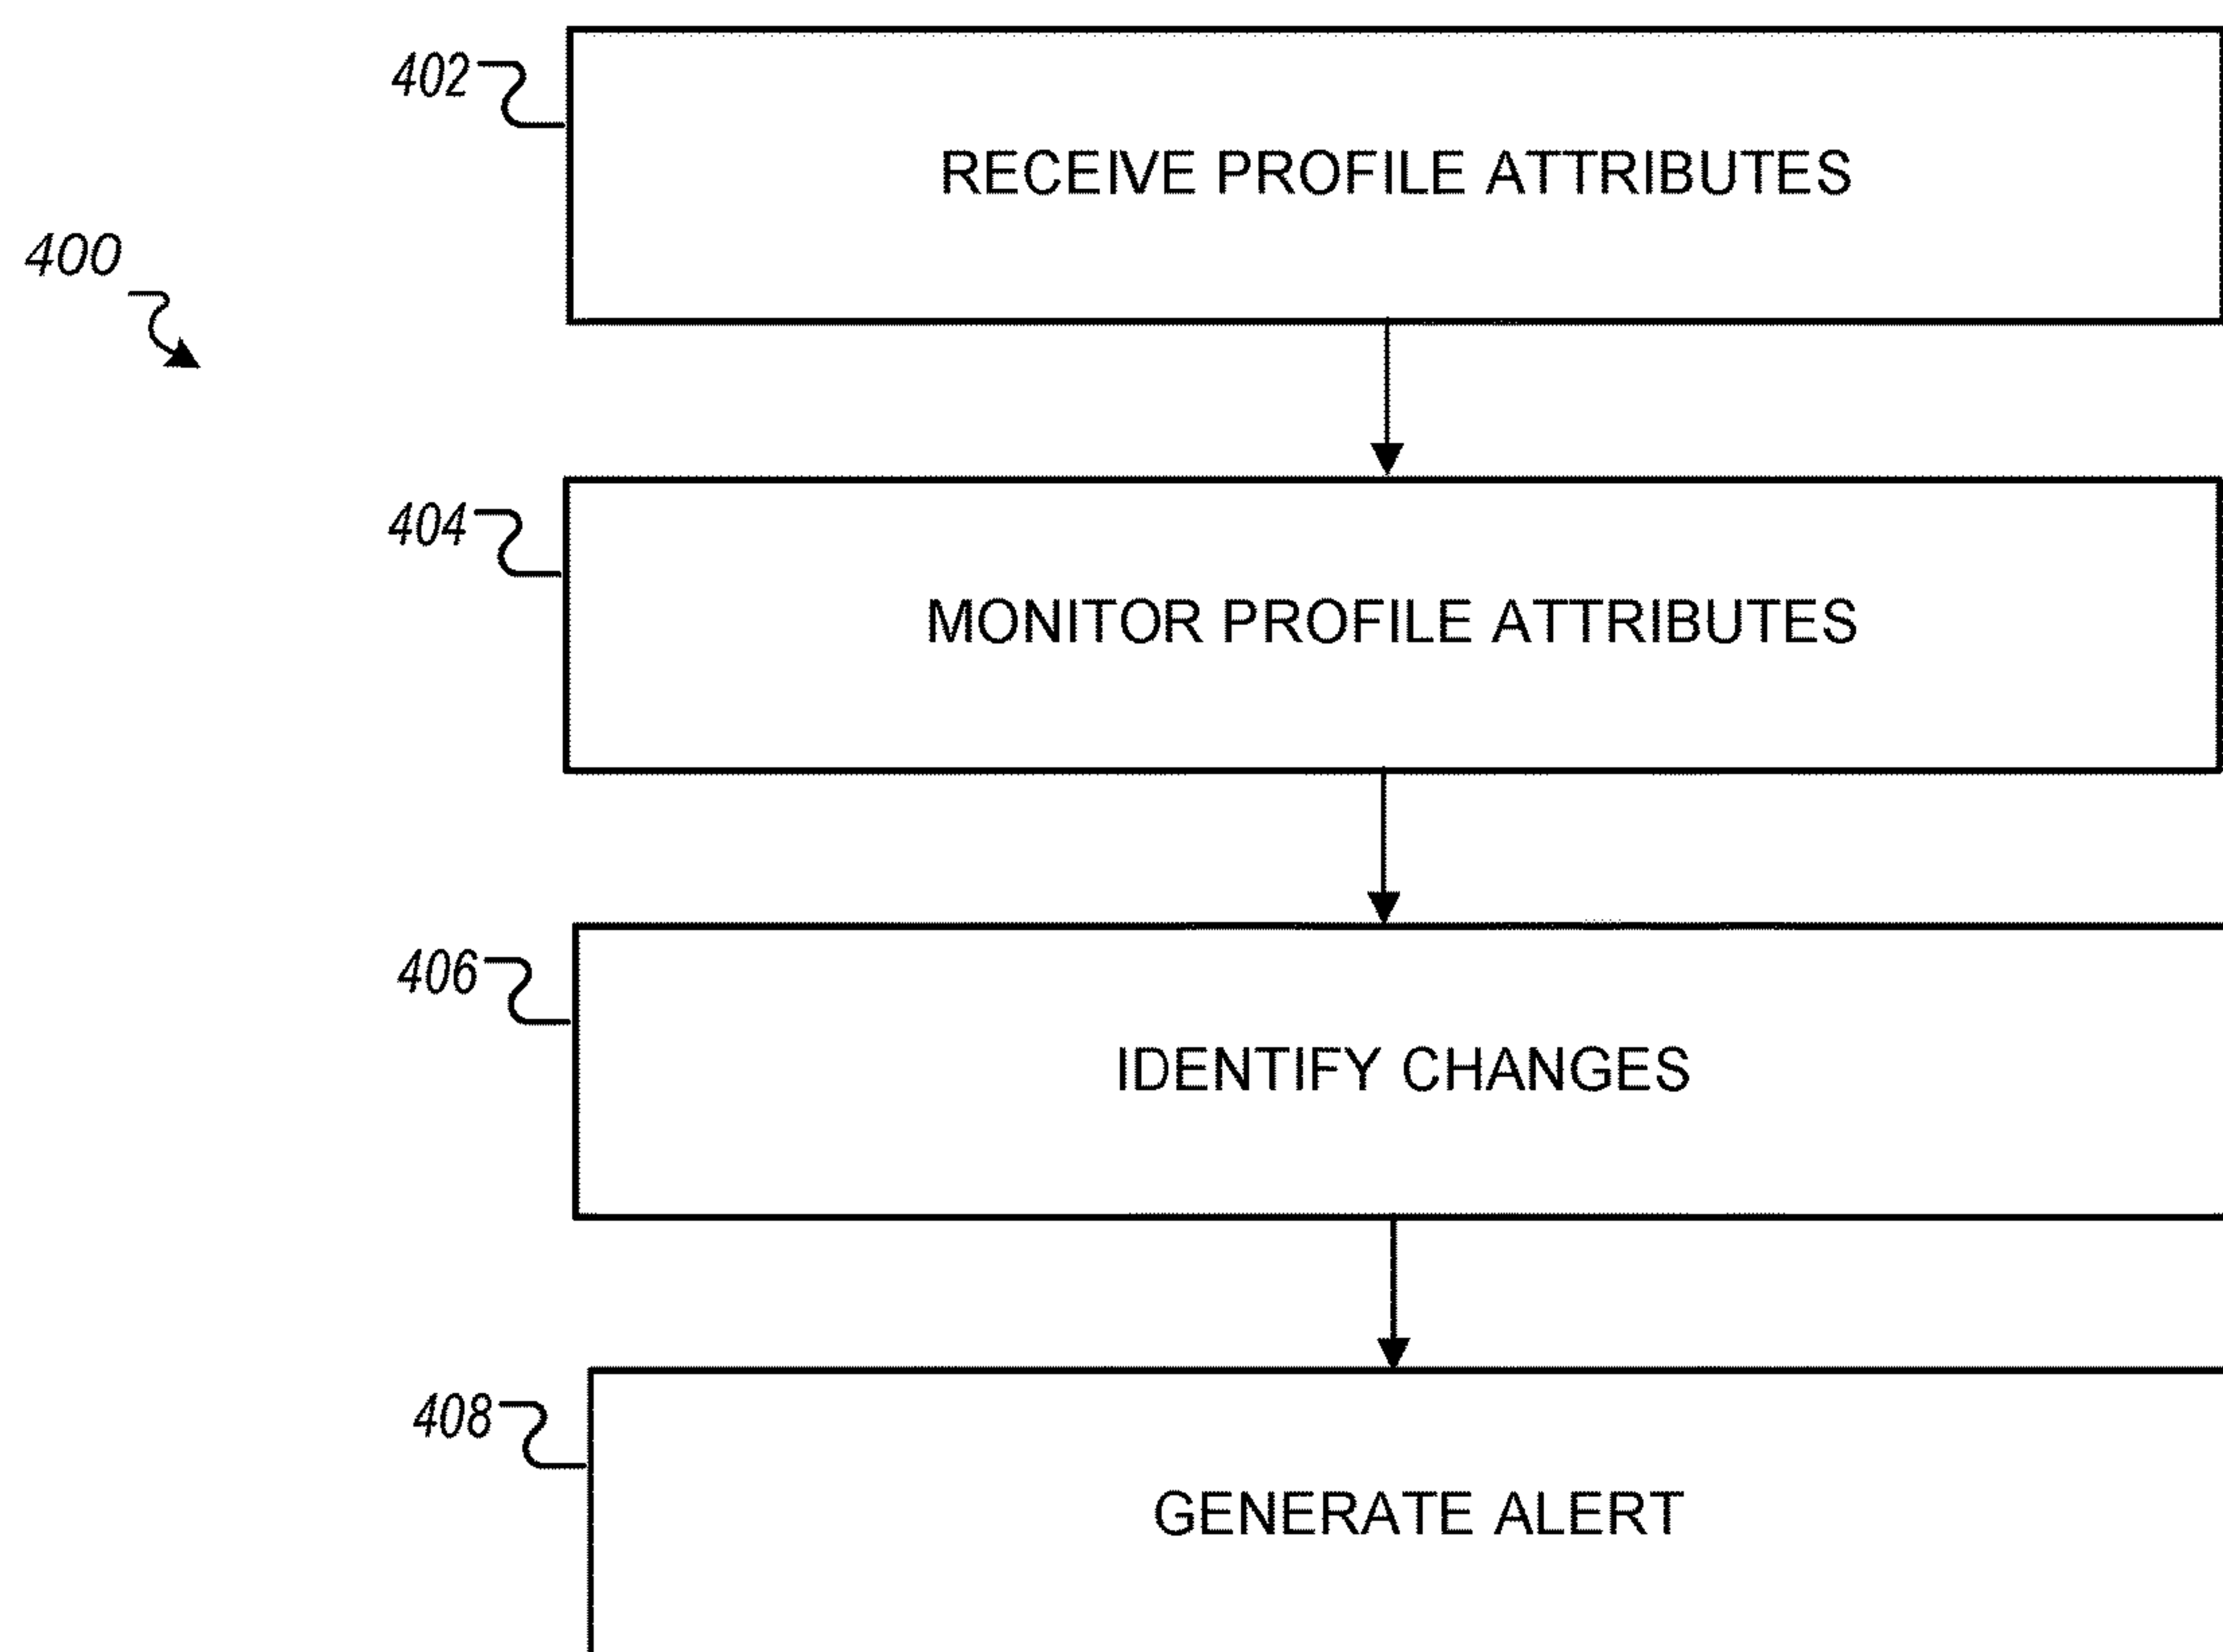 402
RECEIVE PROFILE ATTRIBUTES
400
404
MONITOR PROFILE ATTRIBUTES
406
IDENTIFY CHANGES
408
GENERATE ALERT